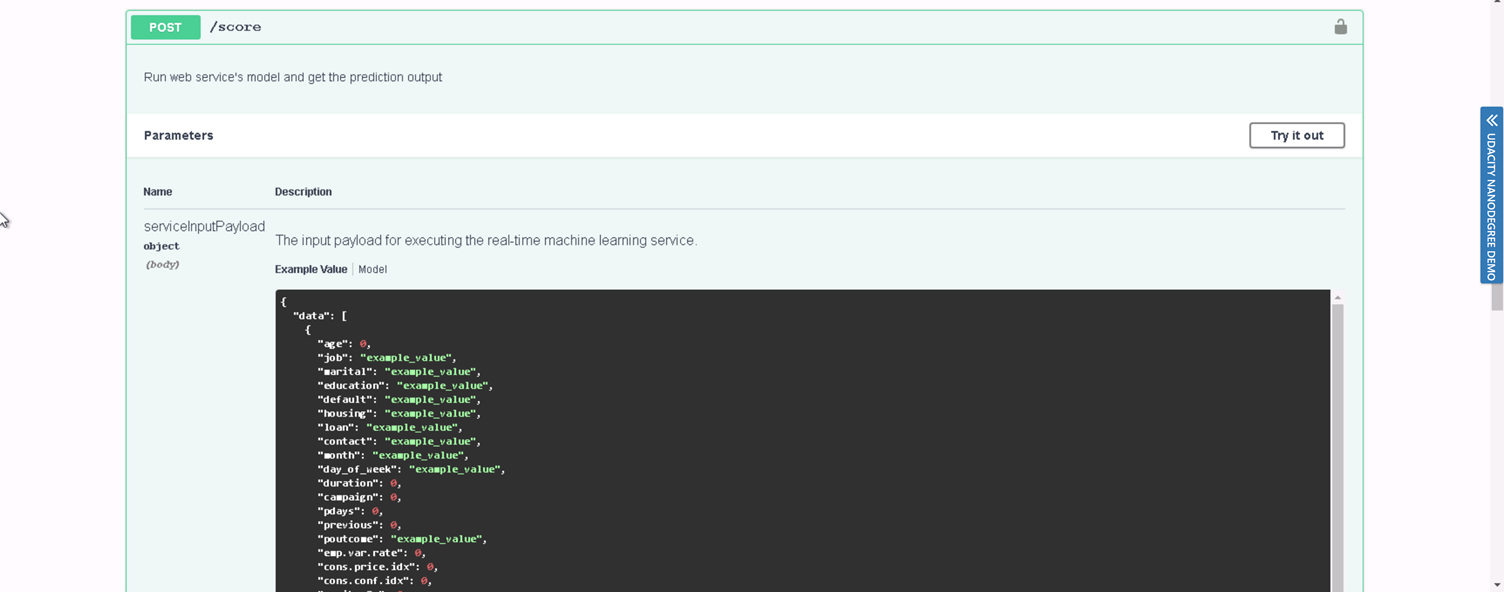 POST /score
Run web service's model and get the prediction output
Parameters
Try it out
Name Description
serviceInputPayload
object
(body)
The input payload for executing the real-time machine learning service.
Example Value | Model
{
"data": [
{
"age": 0,
"job": "example_value",
"marital": "example_value",
"education": "example_value",
"default": "example_value",
"housing": "example_value",
"loan": "example_value",
"contact": "example_value",
"month": "example_value",
"day_of_week": "example_value",
"duration": 0,
"campaign": 0,
"pdays": 0,
"previous": 0,
"poutcome": "example_value",
"emp.var.rate": 0,
"cons.price.idx": 0,
"cons.conf.idx": 0,
UDACITY NANODEGREE DEMO